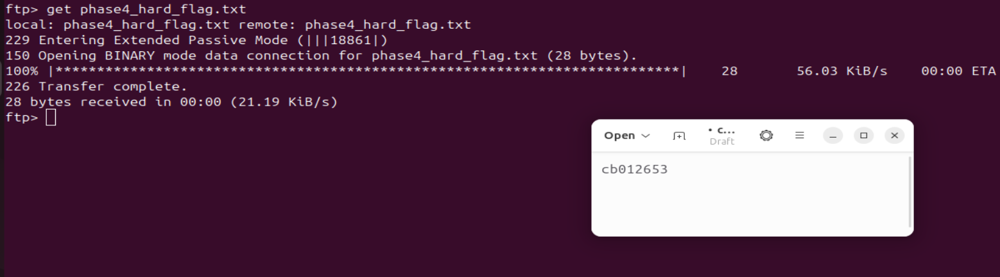 ftp> get phase4_hard_flag.txt
local: phase4_hard_flag.txt remote: phase4_hard_flag.txt
229 Entering Extended Passive Mode (|||18861|)
150 Opening BINARY mode data connection for phase4_hard_flag.txt (28 bytes).
100% |***************************************************************************| 28 56.03 KiB/s 00:00 ETA
226 Transfer complete.
28 bytes received in 00:00 (21.19 KiB/s)
ftp>
Open
• c...
Draft
cb012653